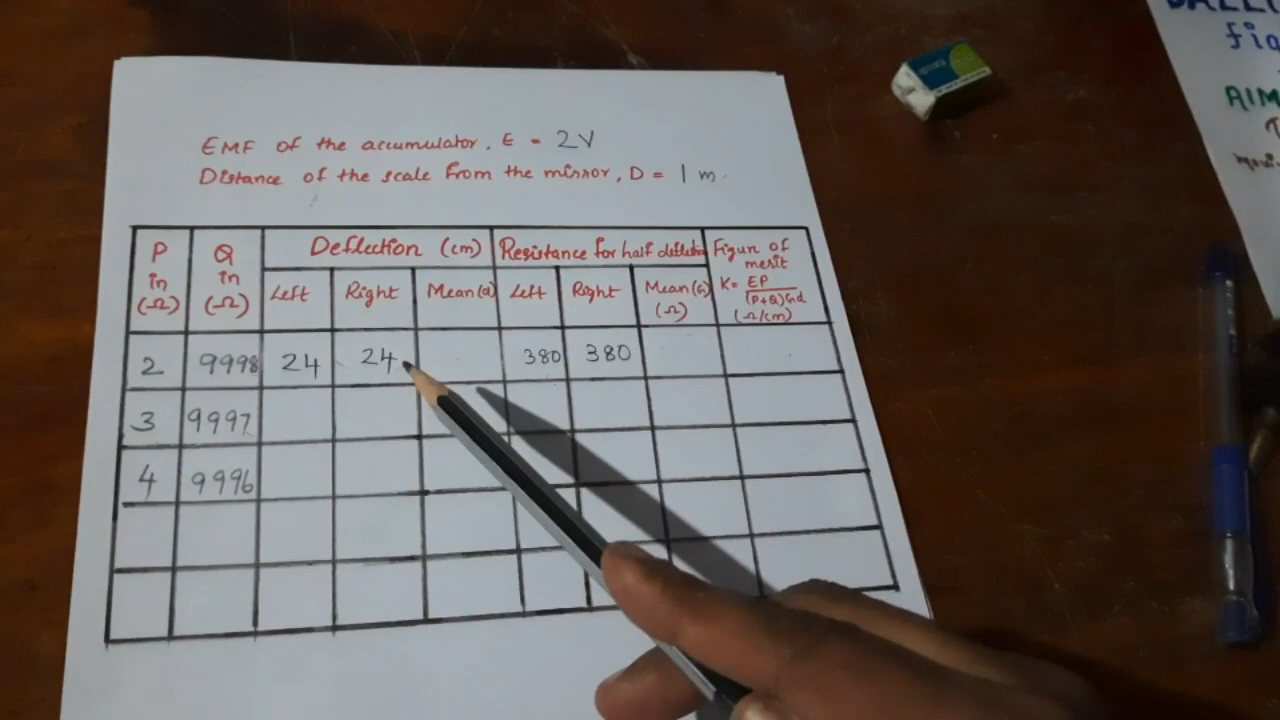 EMF of the accumulator, E = 2V
Distance of the scale from the mirror, D = 1 m.
P in (Ω) Q in (Ω) Deflection (cm) Resistance for half deflection Figure of merit K = EP/(P+Q)Gd (Ω/cm)
Left Right Mean(d) Left Right Mean(G) (Ω)
2 9998 24 24 380 380
3 9997
4 9996
fig
AIM